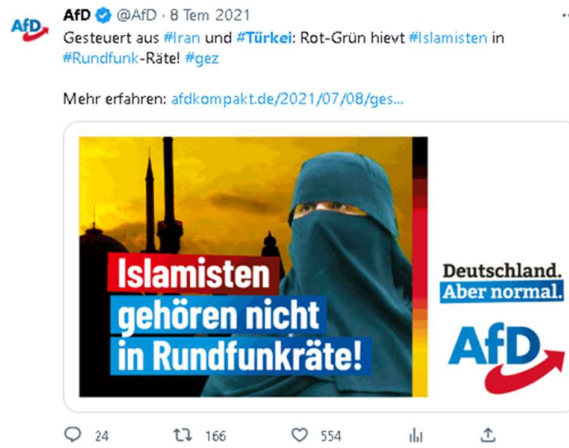 AfD @AfD · 8 Tem 2021
Gesteuert aus #Iran und #Türkei: Rot-Grün hievt #Islamisten in
#Rundfunk-Räte! #gez
Mehr erfahren: afdkompakt.de/2021/07/08/ges...
Islamisten
gehören nicht
in Rundfunkräte!
Deutschland.
Aber normal.
AfD
24 166 554